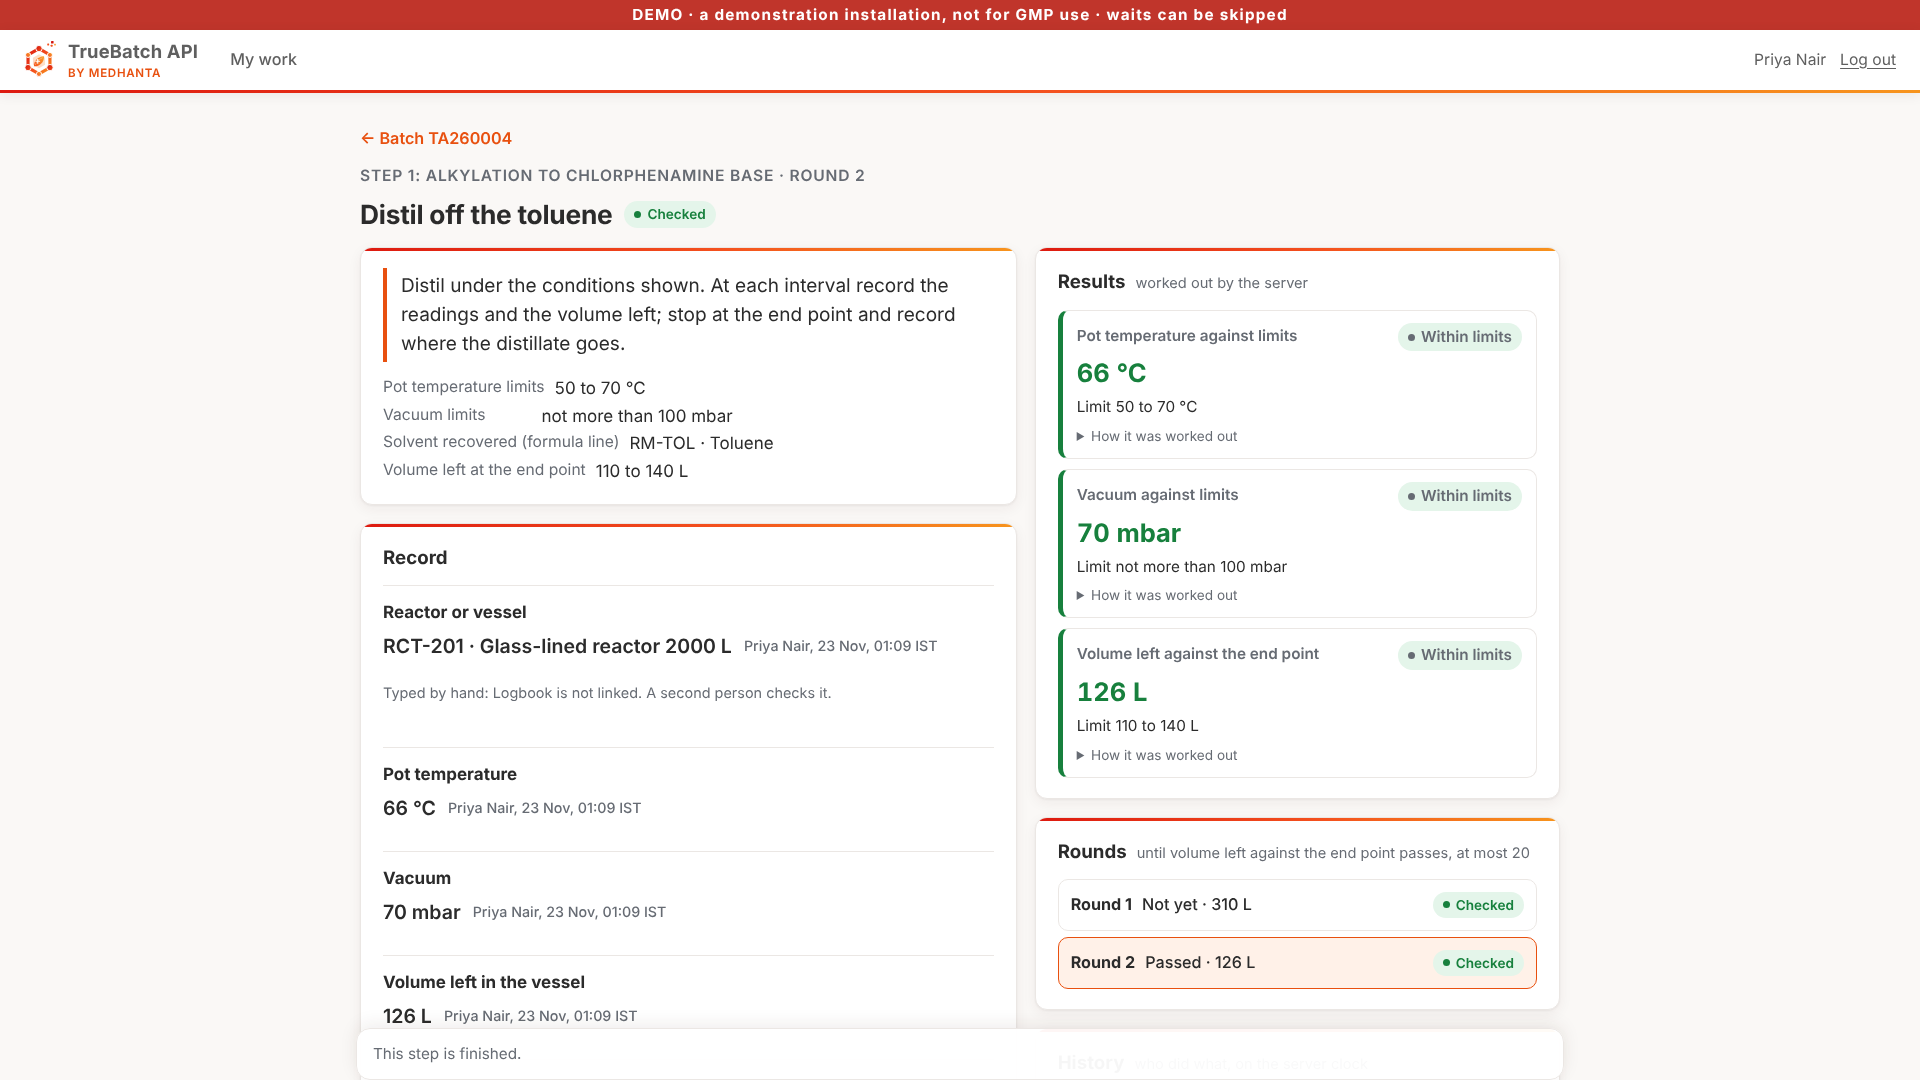 DEMO · a demonstration installation, not for GMP use · waits can be skipped
TrueBatch API
BY MEDHANTA
My work
Priya Nair
Log out
← Batch TA260004
STEP 1: ALKYLATION TO CHLORPHENAMINE BASE · ROUND 2
Distil off the toluene
Checked
Distil under the conditions shown. At each interval record the
readings and the volume left; stop at the end point and record
where the distillate goes.
Pot temperature limits 50 to 70 °C
Vacuum limits not more than 100 mbar
Solvent recovered (formula line) RM-TOL · Toluene
Volume left at the end point 110 to 140 L
Record
Reactor or vessel
RCT-201 · Glass-lined reactor 2000 L Priya Nair, 23 Nov, 01:09 IST
Typed by hand: Logbook is not linked. A second person checks it.
Pot temperature
66 °C Priya Nair, 23 Nov, 01:09 IST
Vacuum
70 mbar Priya Nair, 23 Nov, 01:09 IST
Volume left in the vessel
126 L Priya Nair, 23 Nov, 01:09 IST
Results worked out by the server
Pot temperature against limits
Within limits
66 °C
Limit 50 to 70 °C
How it was worked out
Vacuum against limits
Within limits
70 mbar
Limit not more than 100 mbar
How it was worked out
Volume left against the end point
Within limits
126 L
Limit 110 to 140 L
How it was worked out
Rounds until volume left against the end point passes, at most 20
Round 1 Not yet · 310 L
Checked
Round 2 Passed · 126 L
Checked
History who did what, on the server clock
This step is finished.